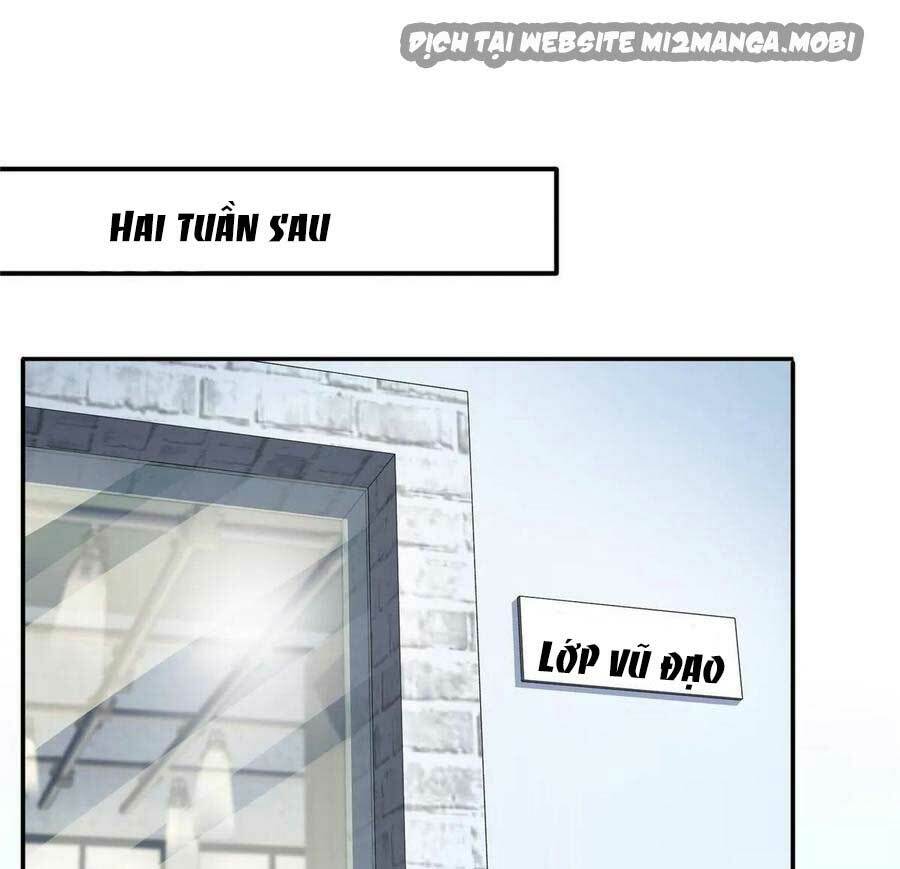 DỊCH TẠI WEBSITE MI2MANGA.MOBI
HAI TUẦN SAU
LỚP VŨ ĐẠO